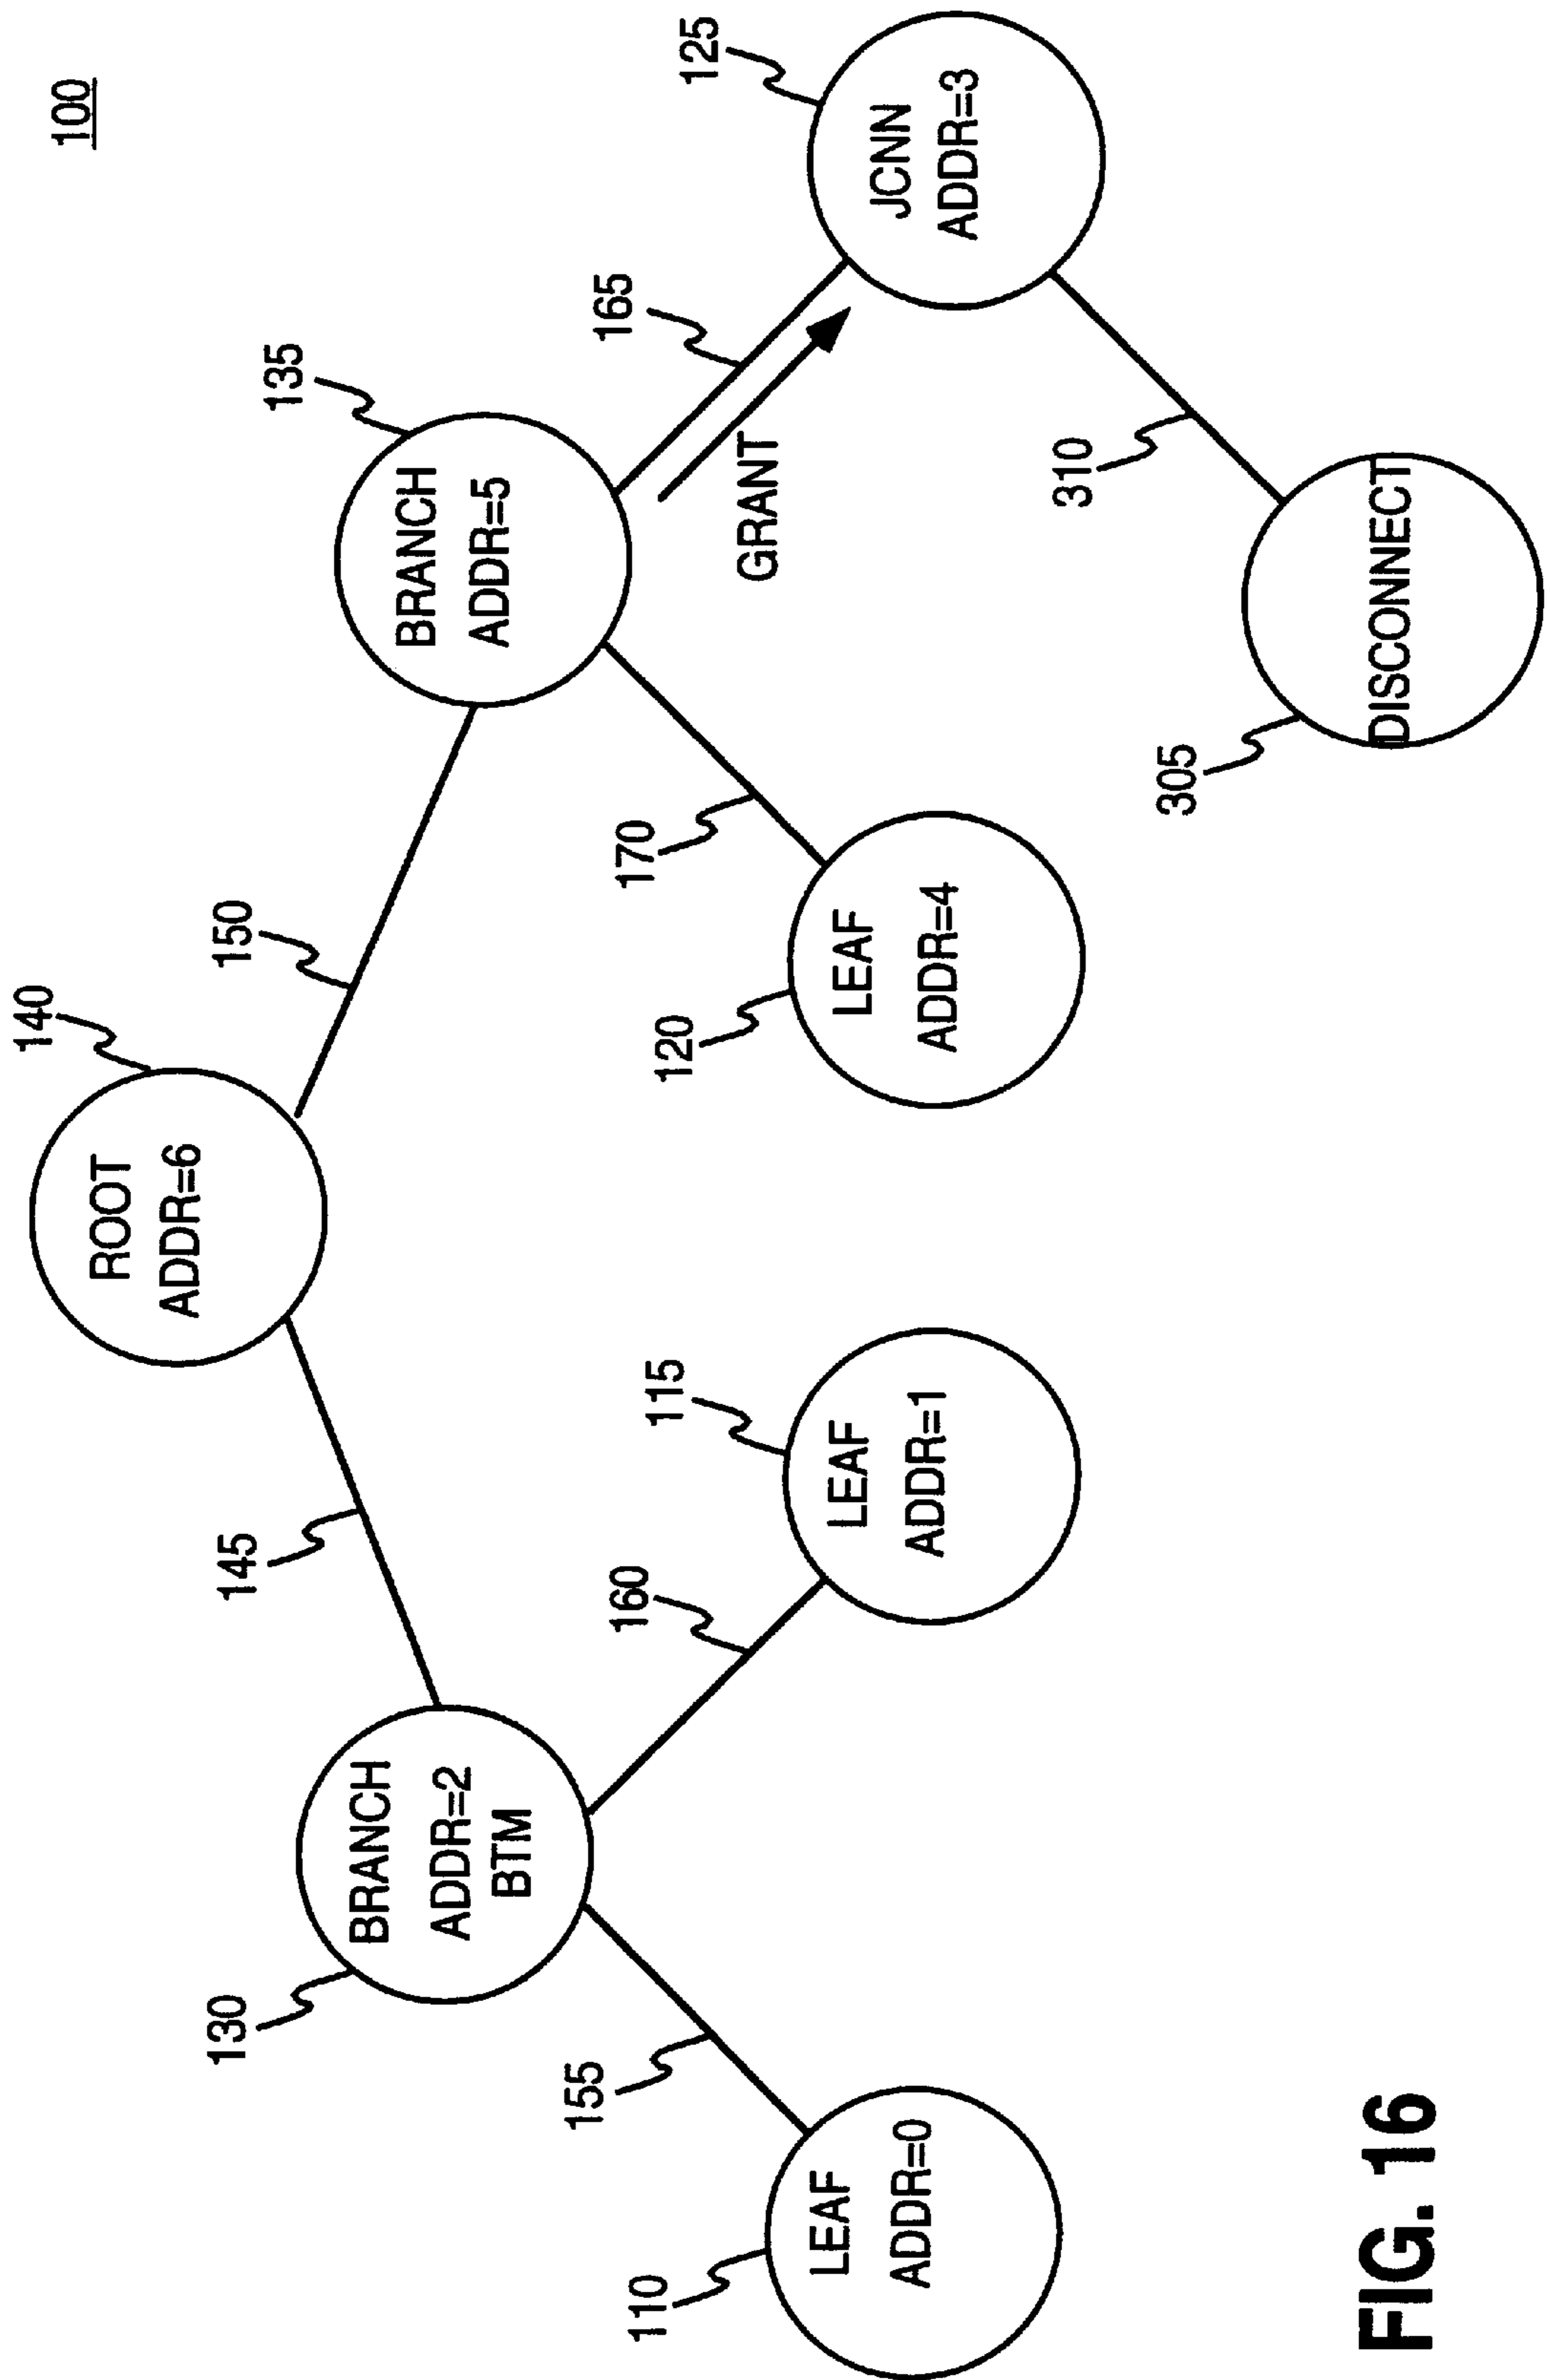 100
140
ROOT
ADDR=6
145
150
130
BRANCH
ADDR=2
BTM
135
BRANCH
ADDR=5
155
160
170
165
GRANT
110
LEAF
ADDR=0
115
LEAF
ADDR=1
120
LEAF
ADDR=4
125
JCNN
ADDR=3
310
305
DISCONNECT
FIG. 16